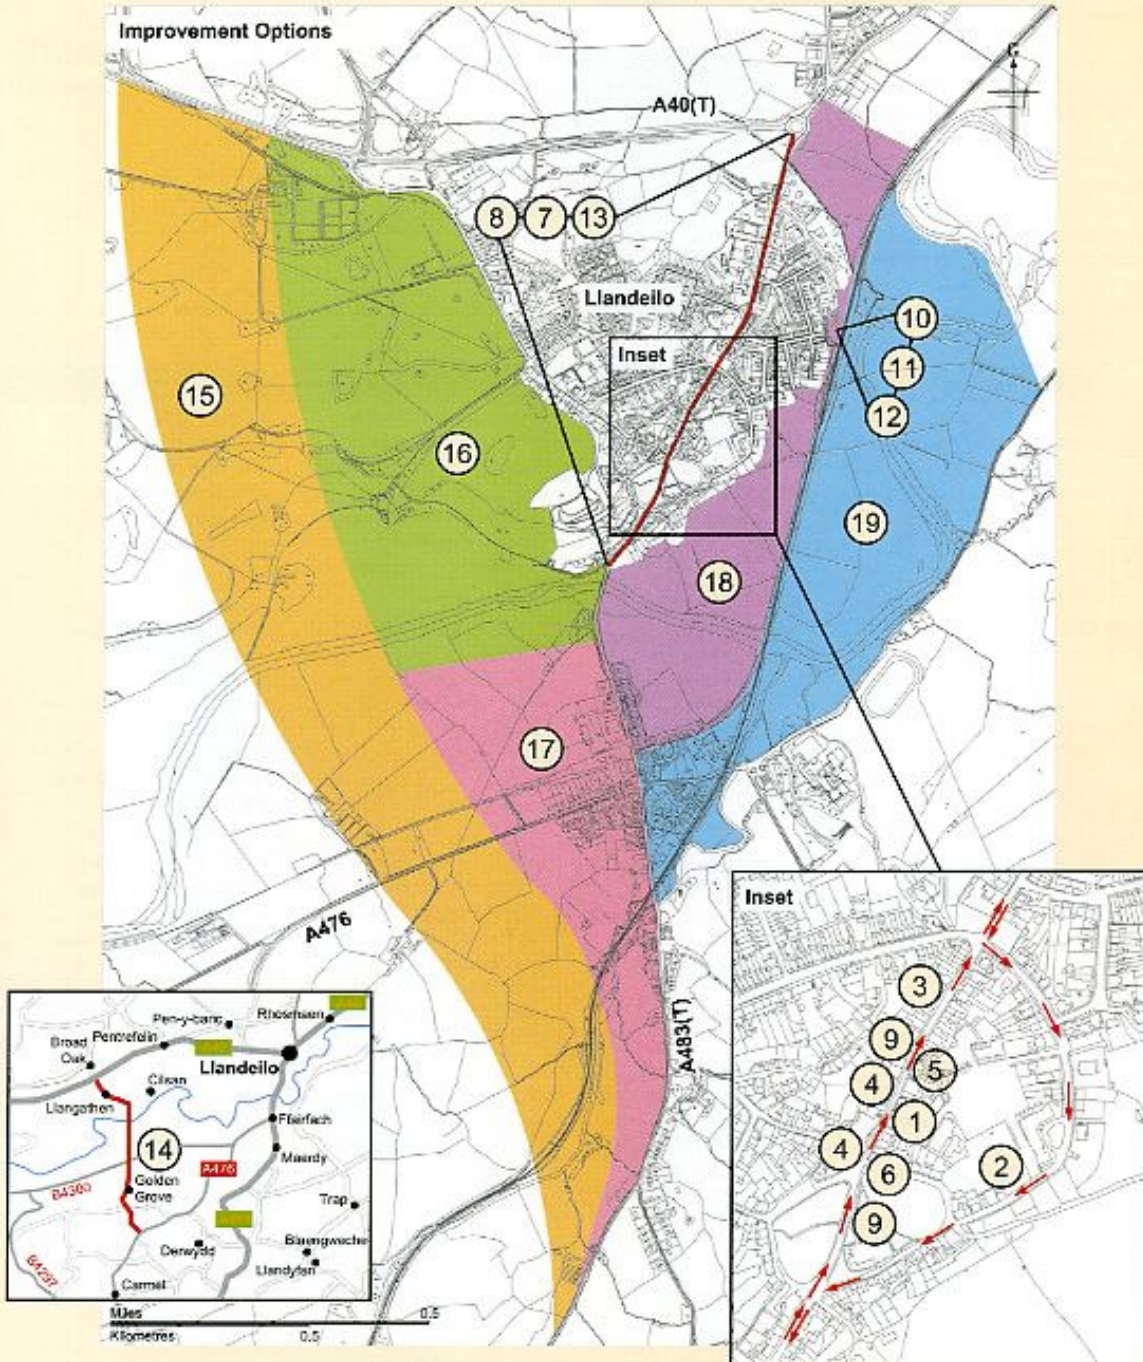 Improvement Options
A40(T)
8 7 13
Llandeilo
Inset
10
11
12
15
16
19
18
17
A476
A483(T)
Inset
3
9
5
4
1
4
6
2
9
Pen-y-banc
Rhosmaen
Broad
Oak
Pentrefelin
Llandeilo
Cilsan
Llangathen
Ffairfach
14
Maerdy
A476
B4300
Golden
Grove
Trap
Derwydd
Blaengweche
Llandyfan
B4297
Carmel
Miles
0.5
Kilometres
0.5